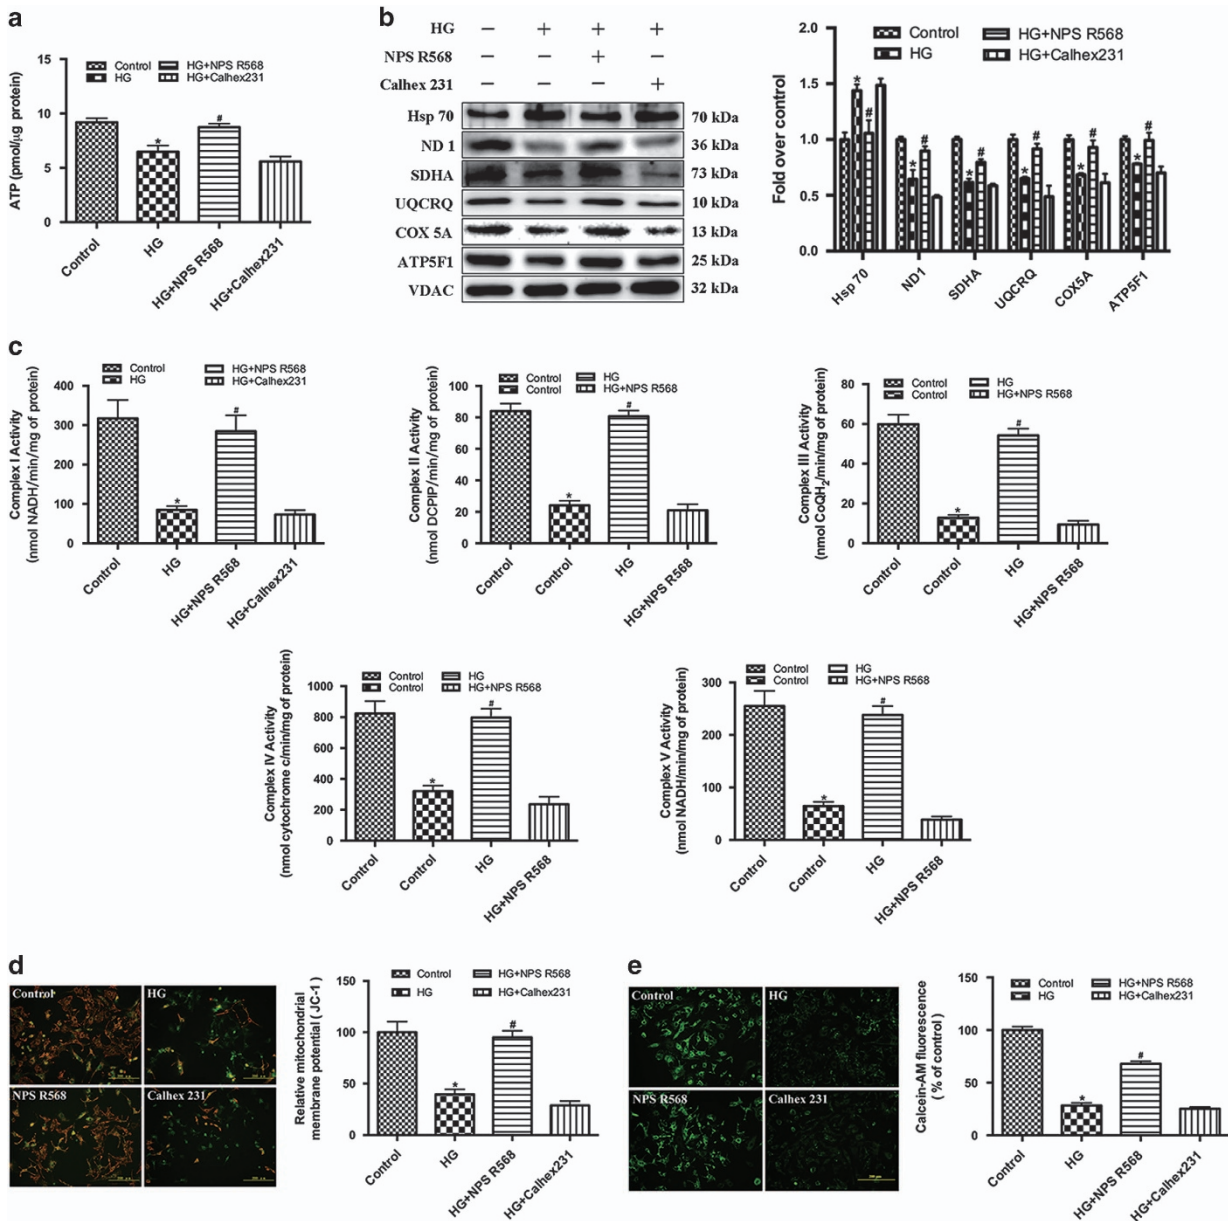 a
ATP (pmol/μg protein)
15
10
5
0
Control
HG
HG+NPS R568
HG+Calhex231
*
#
Control
HG
HG+NPS R568
HG+Calhex231
b
HG − + + +
NPS R568 − − + −
Calhex 231 − − − +
Hsp 70 70 kDa
ND 1 36 kDa
SDHA 73 kDa
UQCRQ 10 kDa
COX 5A 13 kDa
ATP5F1 25 kDa
VDAC 32 kDa
Fold over control
2.0
1.5
1.0
0.5
0.0
Control
HG
HG+NPS R568
HG+Calhex231
* # * # * # * # * # * #
Hsp 70
ND1
SDHA
UQCRQ
COX5A
ATP5F1
c
Complex I Activity
(nmol NADH/min/mg of protein)
400
300
200
100
0
Control
HG
HG+NPS R568
HG+Calhex231
*
#
Control
HG
HG+NPS R568
HG+Calhex231
Complex II Activity
(nmol DCPIP/min/mg of protein)
80
60
40
20
0
Control
Control
HG
HG+NPS R568
*
#
Control
Control
HG
HG+NPS R568
Complex III Activity
(nmol CoQH2/min/mg of protein)
80
60
40
20
0
Control
Control
HG
HG+NPS R568
*
#
Control
Control
HG
HG+NPS R568
Complex IV Activity
(nmol cytochrome c/min/mg of protein)
1000
800
600
400
200
0
Control
Control
HG
HG+NPS R568
*
#
Control
Control
HG
HG+NPS R568
Complex V Activity
(nmol NADH/min/mg of protein)
300
200
100
0
Control
Control
HG
HG+NPS R568
*
#
Control
Control
HG
HG+NPS R568
d
Control
HG
NPS R568
Calhex 231
Relative mitochondrial
membrane potential ( JC-1 )
150
100
50
0
Control
HG
HG+NPS R568
HG+Calhex231
*
#
Control
HG
HG+NPS R568
HG+Calhex231
e
Control
HG
NPS R568
Calhex 231
Calcein-AM fluorescence
( % of control)
150
100
50
0
Control
HG
HG+NPS R568
HG+Calhex231
*
#
Control
HG
HG+NPS R568
HG+Calhex231